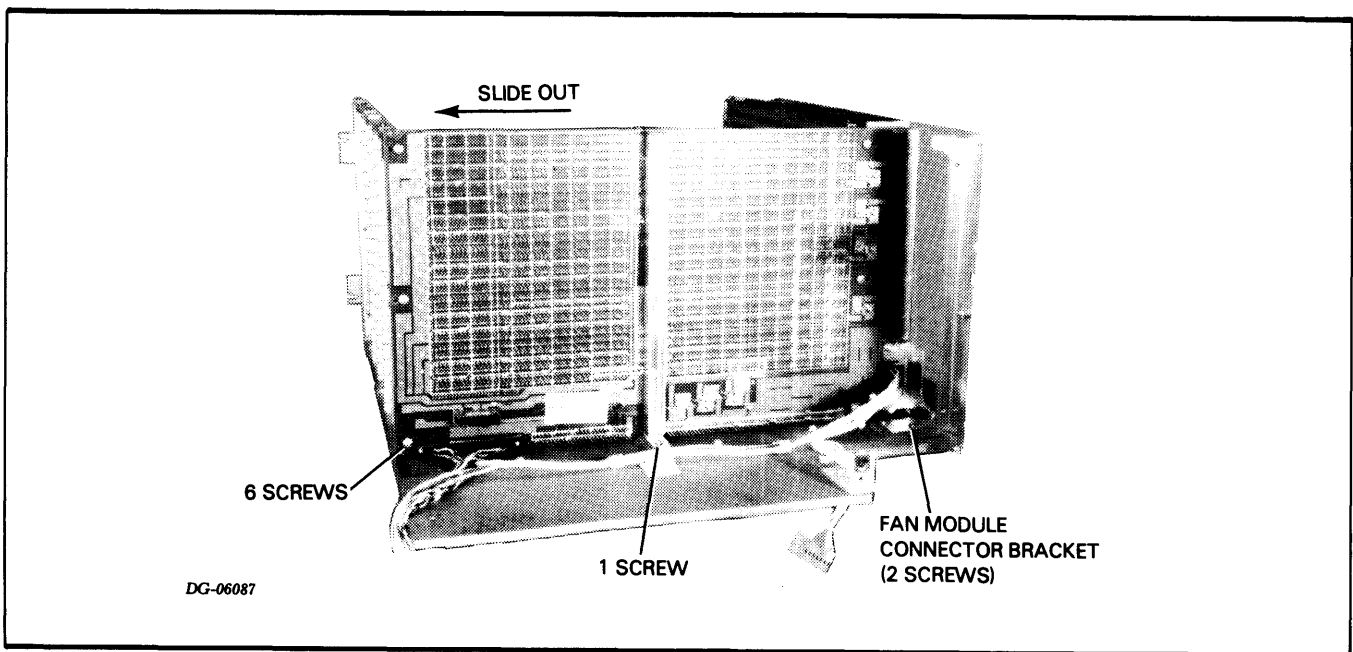 SLIDE OUT
6 SCREWS
1 SCREW
FAN MODULE
CONNECTOR BRACKET
(2 SCREWS)
DG-06087